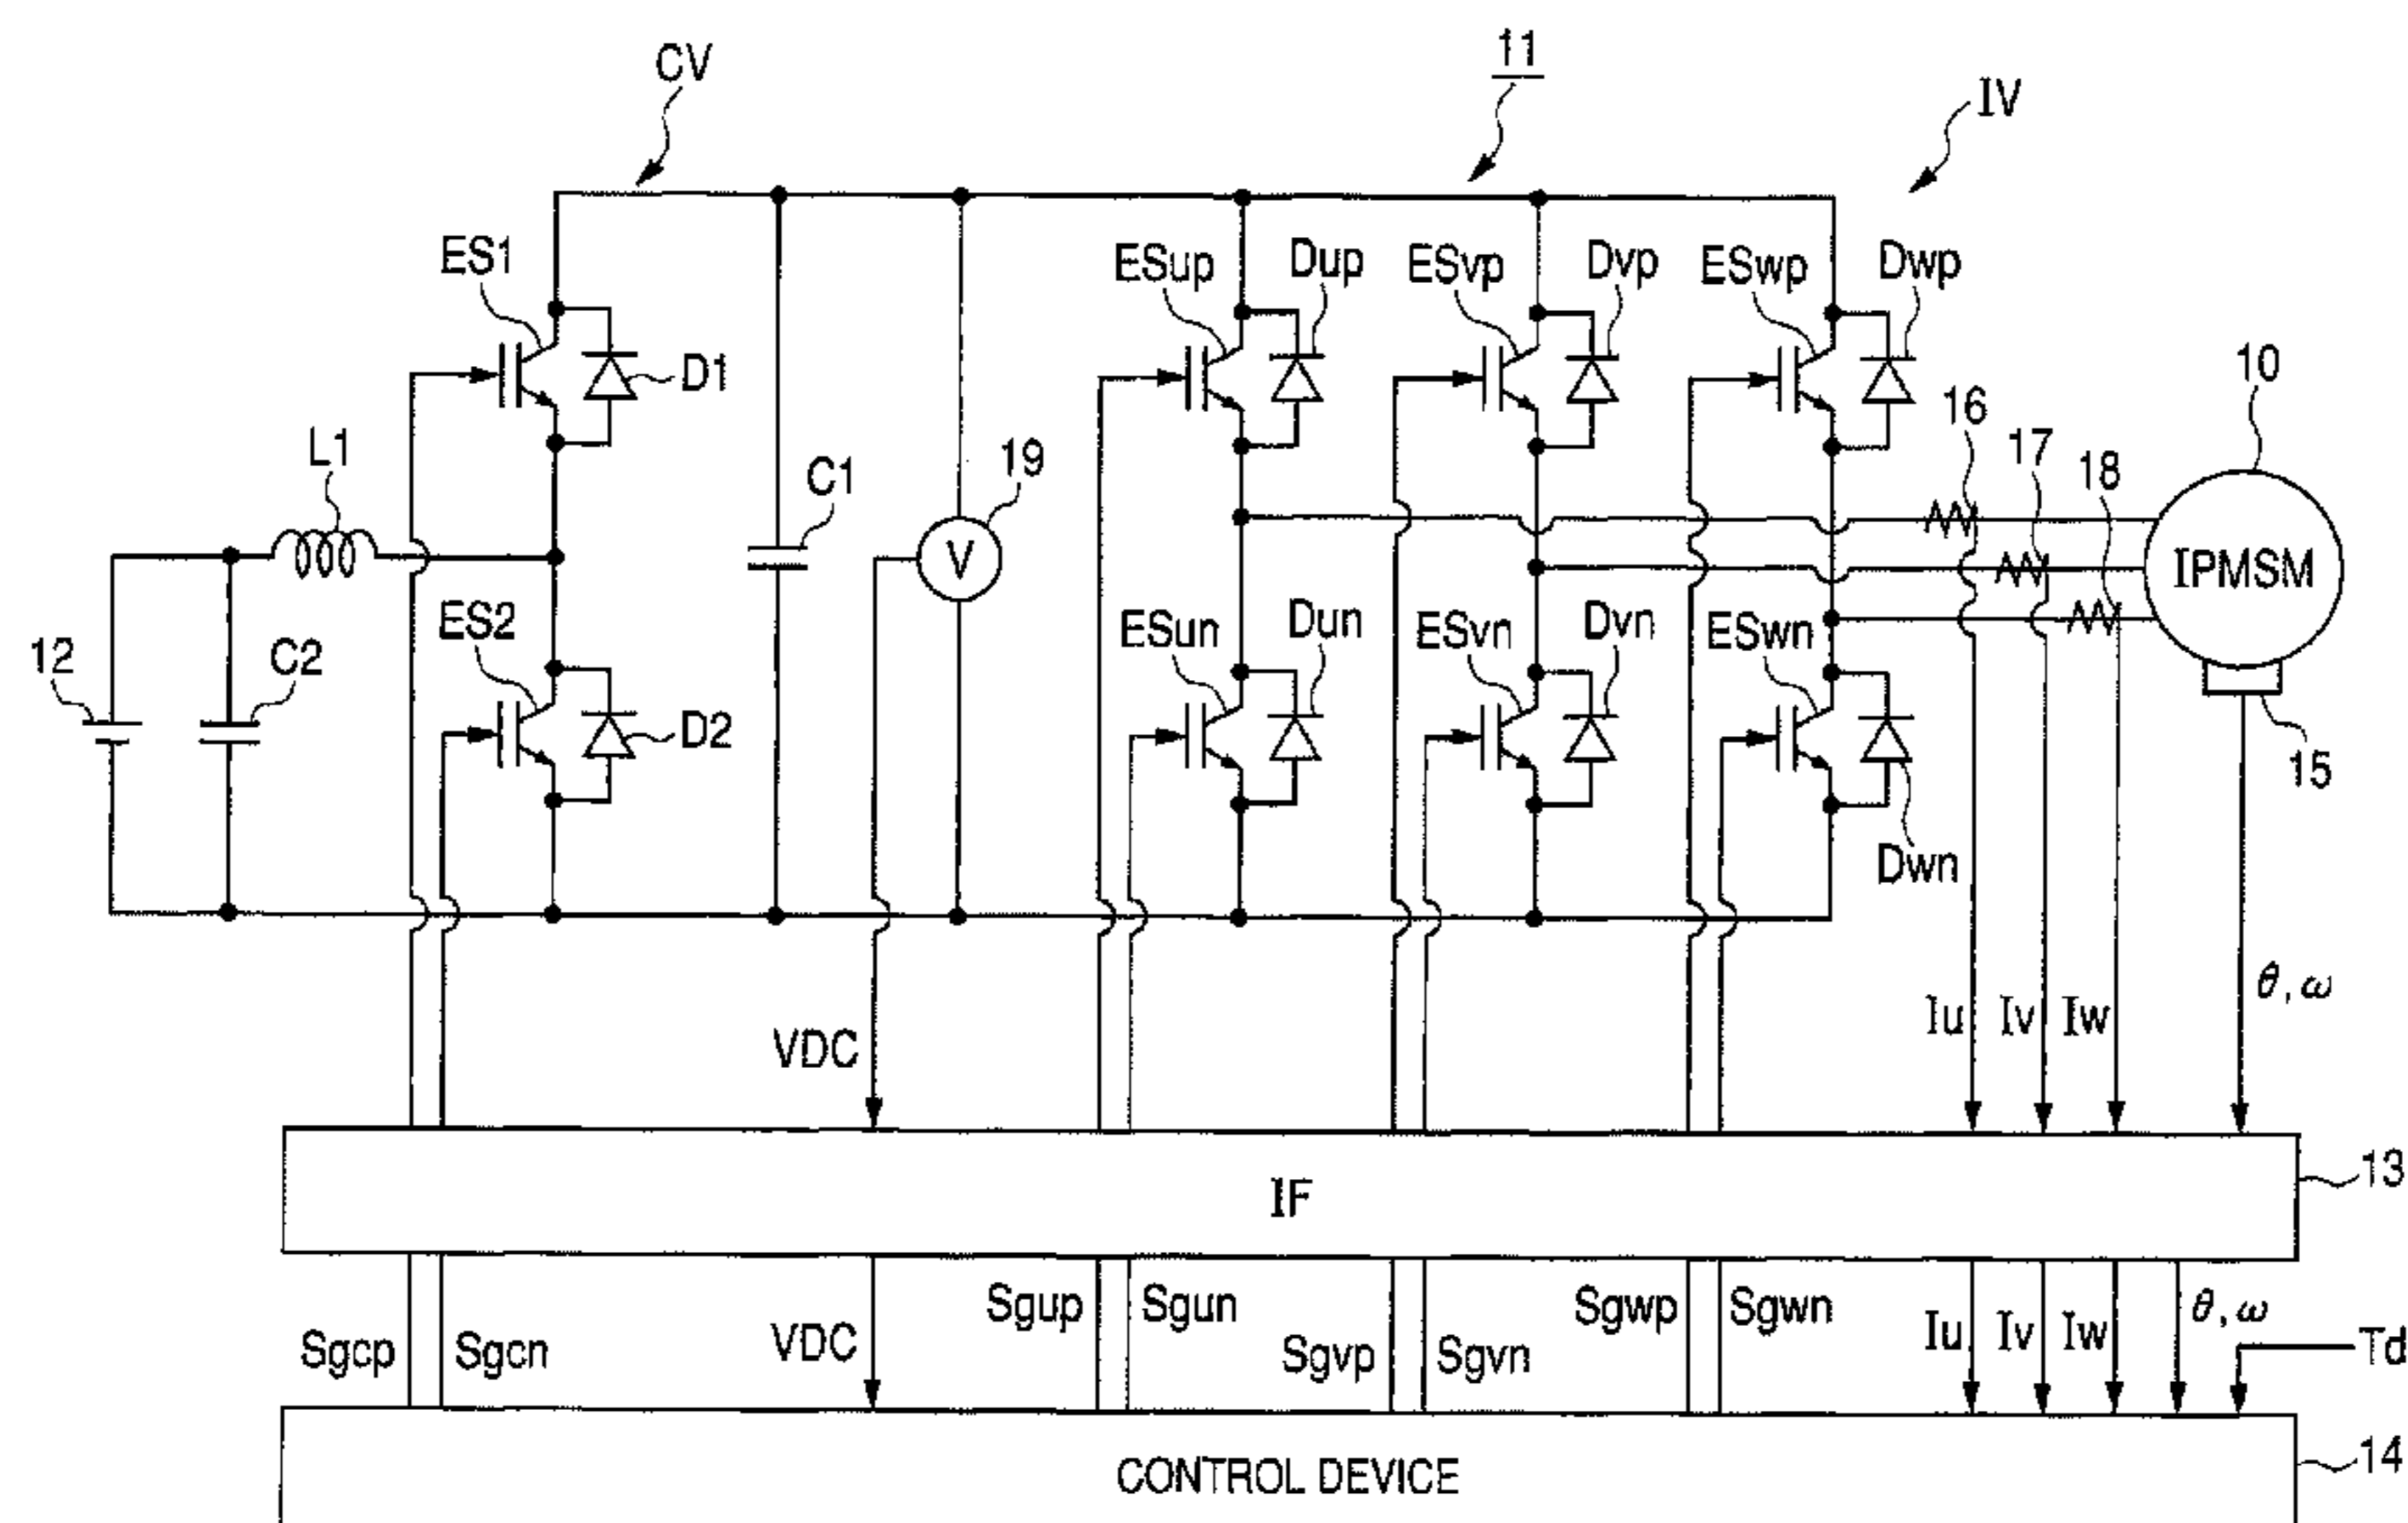 CV
11
IV
ES1
D1
ESup
Dup
ESvp
Dvp
ESwp
Dwp
10
16
17
18
L1
C1
19
V
IPMSM
12
C2
ES2
D2
ESun
Dun
ESvn
Dvn
ESwn
Dwn
15
VDC
Iu
Iv
Iw
θ, ω
IF
13
Sgcp
Sgcn
VDC
Sgup
Sgun
Sgvp
Sgvn
Sgwp
Sgwn
Iu
Iv
Iw
θ, ω
Td
CONTROL DEVICE
14